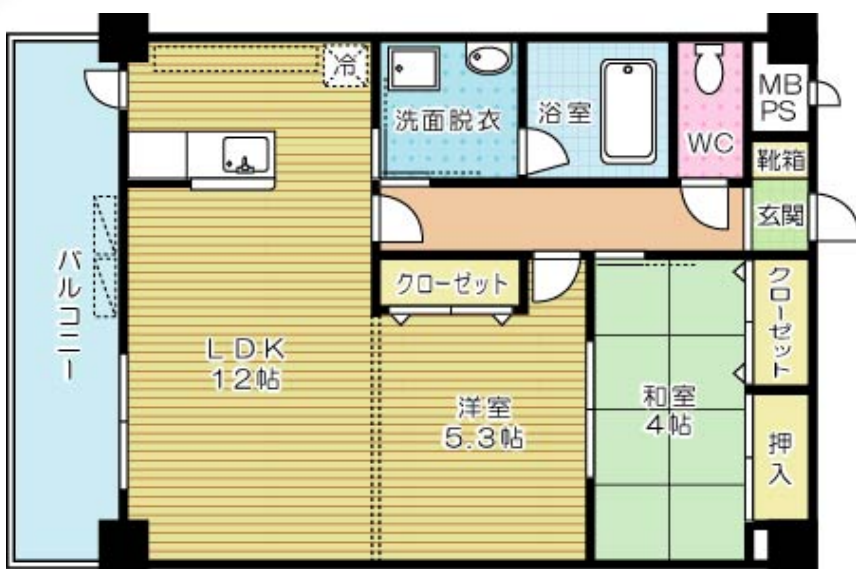 冷
洗面脱衣
浴室
WC
MB
PS
靴箱
玄関
バルコニー
クローゼット
クローゼット
LDK
12帖
洋室
5.3帖
和室
4帖
押入